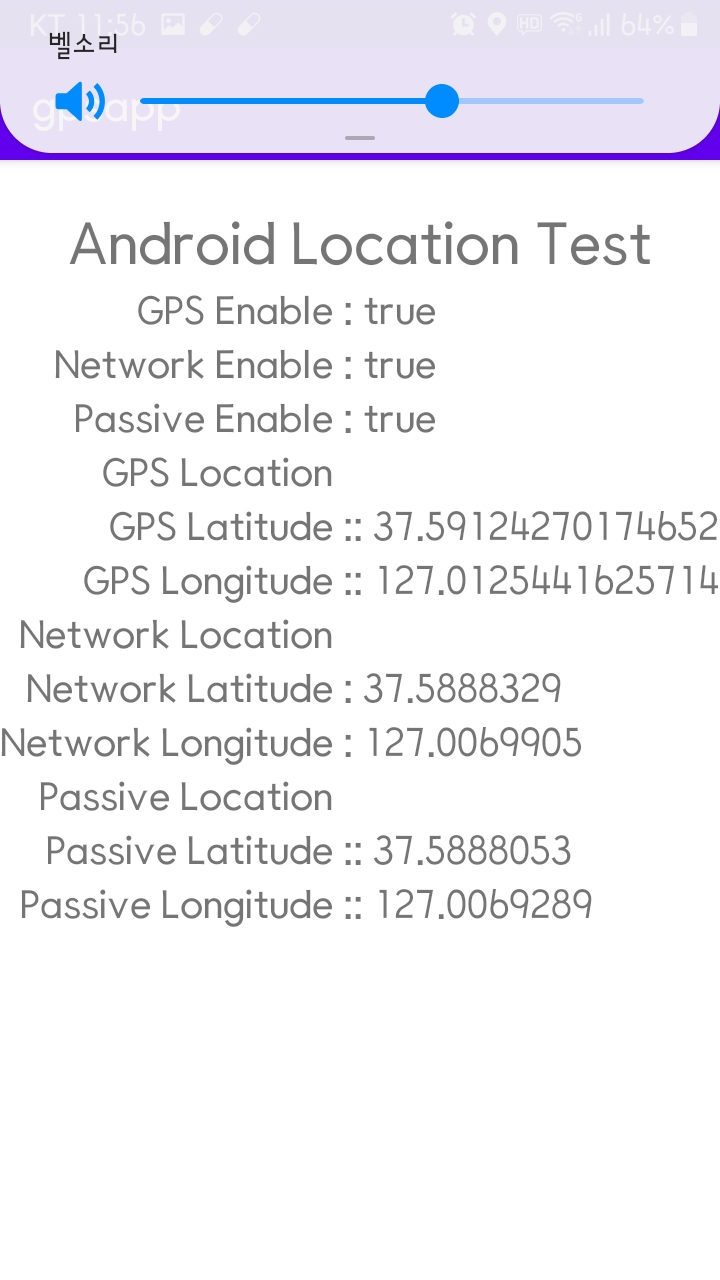 KT 11:56 HD 64%
벨소리
gpsapp
Android Location Test
GPS Enable : true
Network Enable : true
Passive Enable : true
GPS Location
GPS Latitude :: 37.59124270174652
GPS Longitude :: 127.0125441625714
Network Location
Network Latitude : 37.5888329
Network Longitude : 127.0069905
Passive Location
Passive Latitude :: 37.5888053
Passive Longitude :: 127.0069289